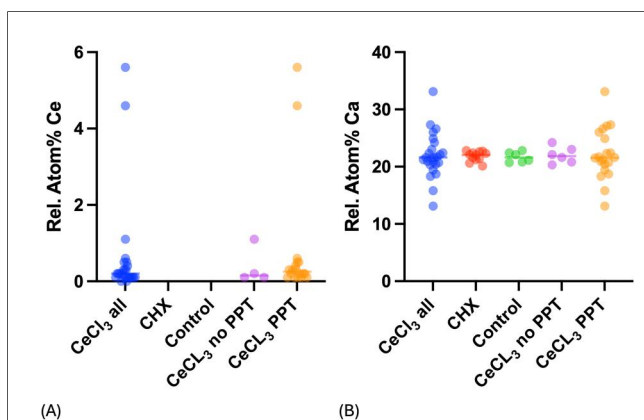 Rel. Atom% Ce
6
4
2
0
CeCl₃ all
CHX
Control
CeCL₃ no PPT
CeCL₃ PPT
(A)
Rel. Atom% Ca
40
30
20
10
0
CeCl₃ all
CHX
Control
CeCL₃ no PPT
CeCL₃ PPT
(B)